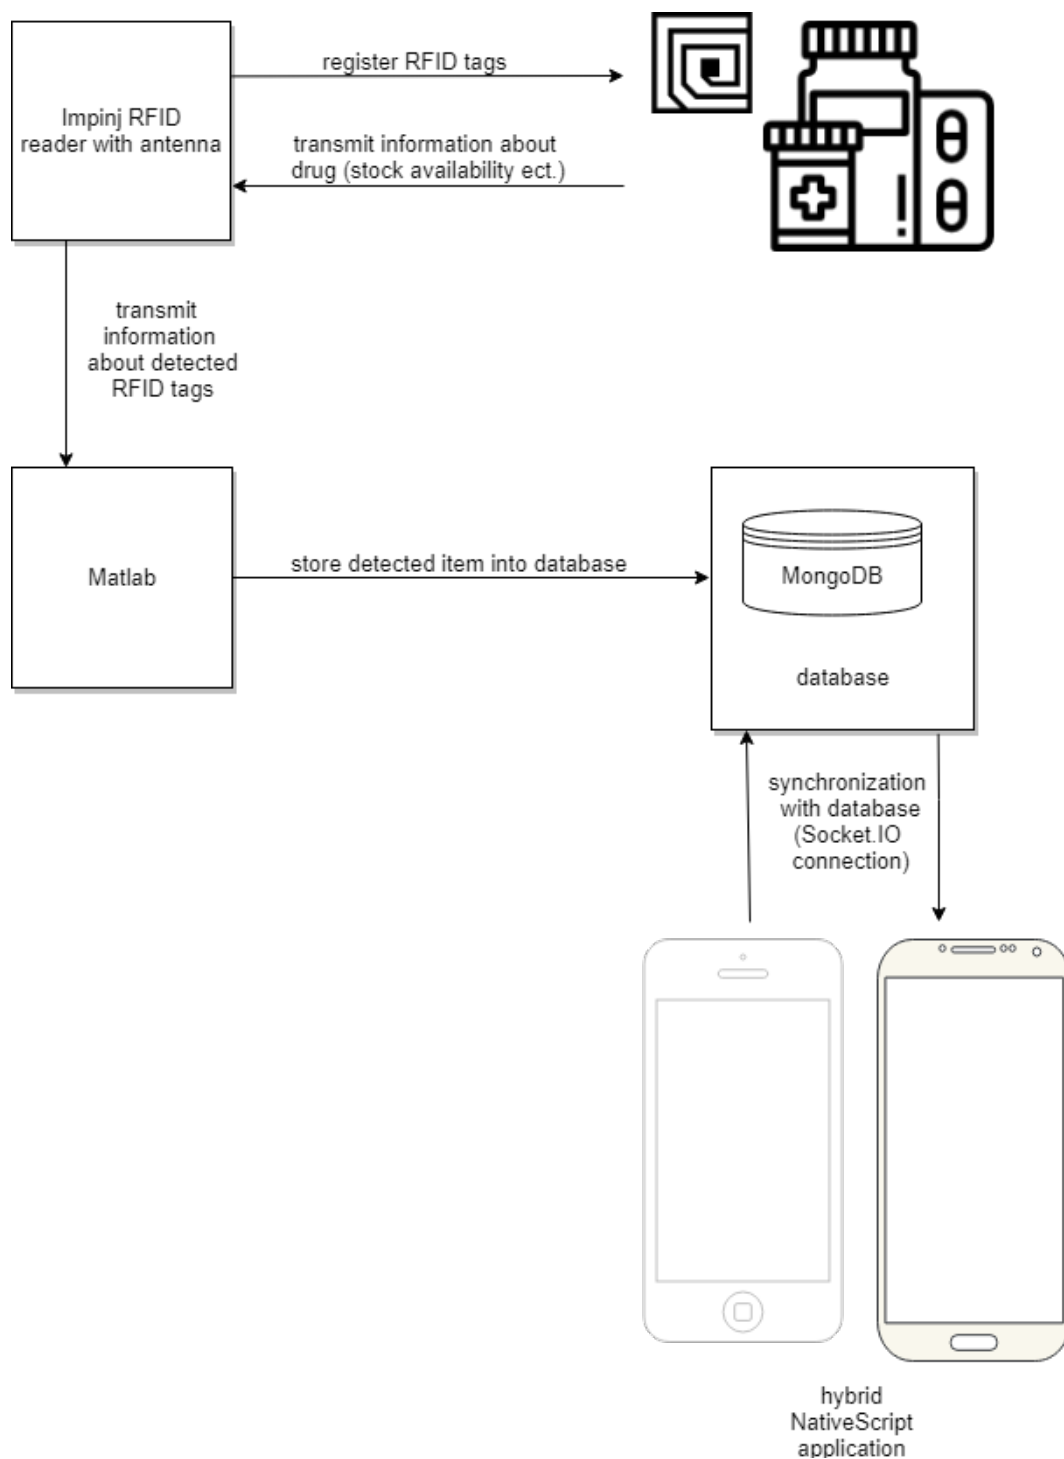 register RFID tags
Impinj RFID
reader with antenna
transmit information about
drug (stock availability ect.)
transmit
information
about detected
RFID tags
Matlab
store detected item into database
MongoDB
database
synchronization
with database
(Socket.IO
connection)
hybrid
NativeScript
application